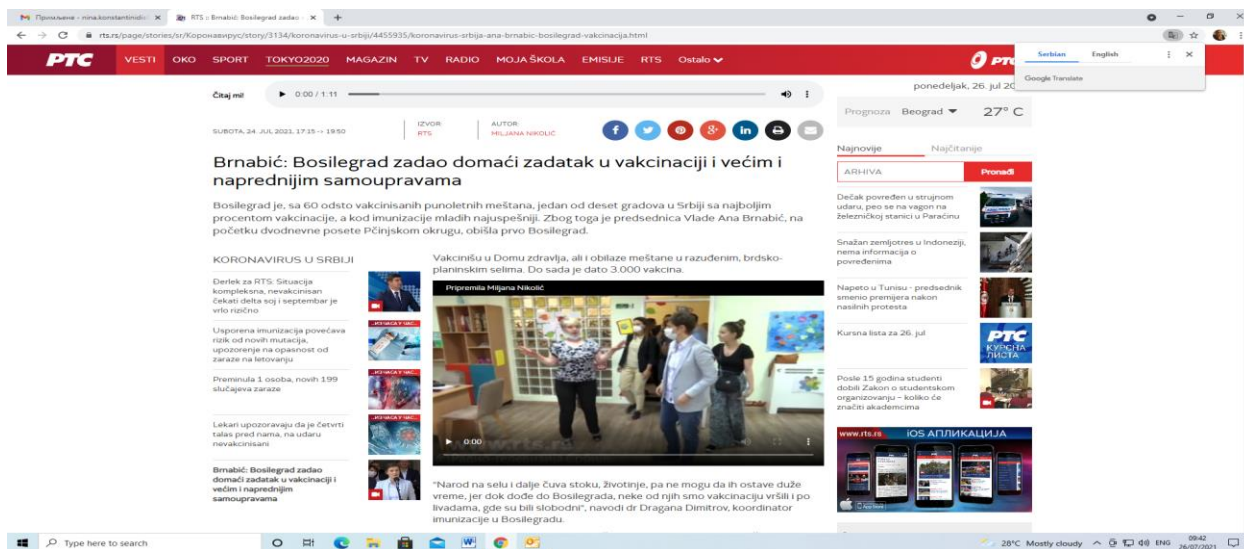 RTS :: Brnabić: Bosilegrad zadao
rts.rs/page/stories/sr/Коронавирус/story/3134/koronavirus-u-srbiji/4455935/koronavirus-srbija-ana-brnabic-bosilegrad-vakcinacija.html
Serbian English
Google Translate
РТС VESTI OKO SPORT TOKYO2020 MAGAZIN TV RADIO MOJA ŠKOLA EMISIJE RTS Ostalo
Čitaj mi!
0:00 / 1:11
ponedeljak, 26. jul
Prognoza Beograd 27° C
SUBOTA, 24. JUL 2021, 17:15 -> 19:50
IZVOR:
RTS
AUTOR:
MILJANA NIKOLIĆ
Brnabić: Bosilegrad zadao domaći zadatak u vakcinaciji i većim i
naprednijim samoupravama
Bosilegrad je, sa 60 odsto vakcinisanih punoletnih meštana, jedan od deset gradova u Srbiji sa najboljim
procentom vakcinacije, a kod imunizacije mladih najuspešniji. Zbog toga je predsednica Vlade Ana Brnabić, na
početku dvodnevne posete Pčinjskom okrugu, obišla prvo Bosilegrad.
KORONAVIRUS U SRBIJI
Derlek za RTS: Situacija
kompleksna, nevakcinisan
čekati delta soj i septembar je
vrlo rizično
Usporena imunizacija povećava
rizik od novih mutacija,
upozorenje na opasnost od
zaraze na letovanju
Preminula 1 osoba, novih 199
slučajeva zaraze
Lekari upozoravaju da je četvrti
talas pred nama, na udaru
nevakcinisani
Brnabić: Bosilegrad zadao
domaći zadatak u vakcinaciji i
većim i naprednijim
samoupravama
Vakcinišu u Domu zdravlja, ali i obilaze meštane u razuđenim, brdsko-
planinskim selima. Do sada je dato 3.000 vakcina.
Pripremila Miljana Nikolić
0:00
"Narod na selu i dalje čuva stoku, životinje, pa ne mogu da ih ostave duže
vreme, jer dok dođe do Bosilegrada, neke od njih smo vakcinaciju vršili i po
livadama, gde su bili slobodni", navodi dr Dragana Dimitrov, koordinator
imunizacije u Bosilegradu.
Najnovije Najčitanije
ARHIVA Pronađi
Dečak povređen u strujnom
udaru, peo se na vagon na
železničkoj stanici u Paraćinu
Snažan zemljotres u Indoneziji,
nema informacija o
povređenima
Napeto u Tunisu - predsednik
smenio premijera nakon
nasilnih protesta
Kursna lista za 26. jul
РТС
КУРСНА
ЛИСТА
Posle 15 godina studenti
dobili Zakon o studentskom
organizovanju – koliko će
značiti akademcima
www.rts.rs iOS АПЛИКАЦИЈА
Type here to search
28°C Mostly cloudy
ENG
09:42
26/07/2021